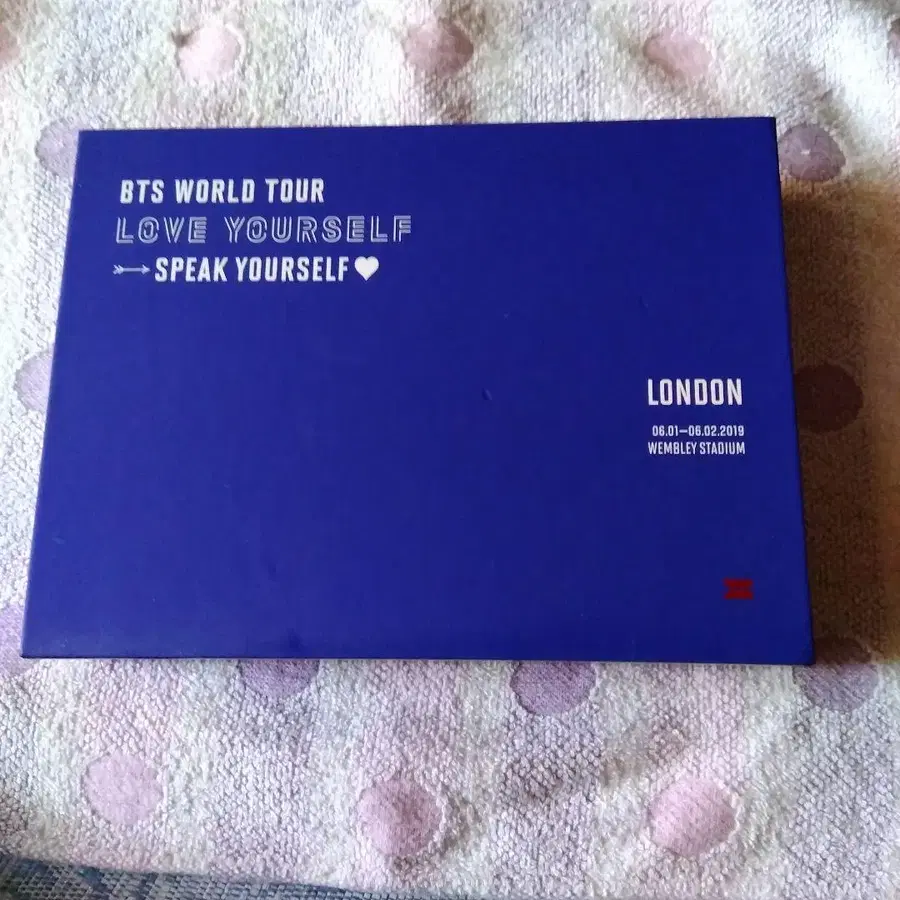 BTS WORLD TOUR
LOVE YOURSELF
SPEAK YOURSELF
LONDON
06.01—06.02.2019
WEMBLEY STADIUM